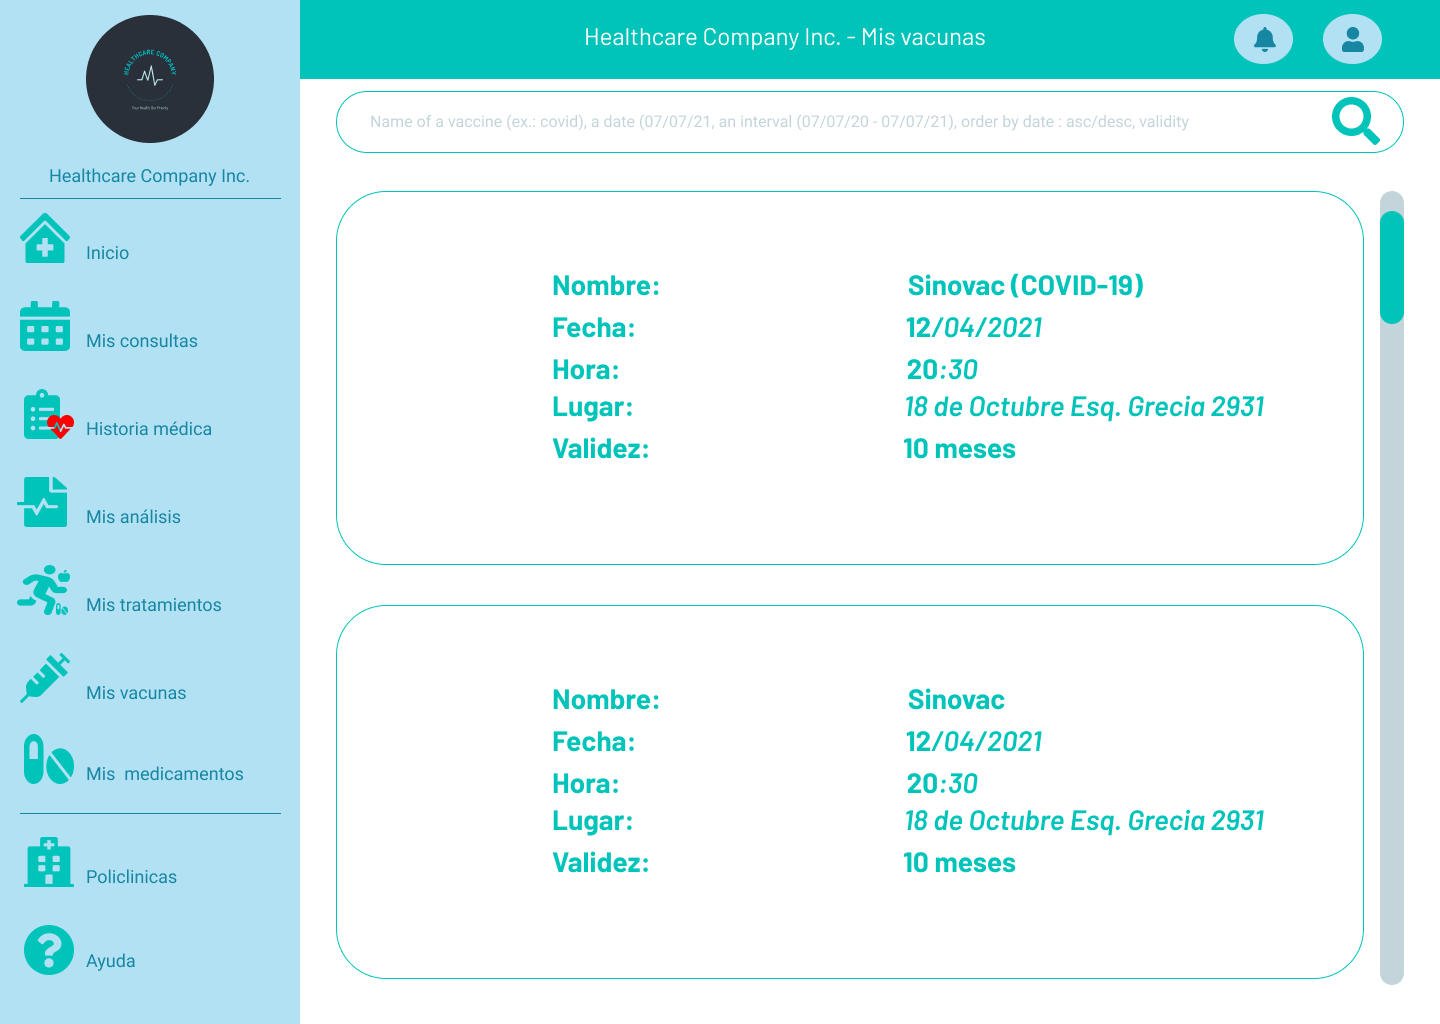 HEALTHCARE COMPANY
Your Health Our Priority
Healthcare Company Inc.
Inicio
Mis consultas
Historia médica
Mis análisis
Mis tratamientos
Mis vacunas
Mis  medicamentos
Policlinicas
Ayuda
Healthcare Company Inc. - Mis vacunas
Name of a vaccine (ex.: covid), a date (07/07/21, an interval (07/07/20 - 07/07/21), order by date : asc/desc, validity
Nombre: Sinovac (COVID-19)
Fecha: 12/04/2021
Hora: 20:30
Lugar: 18 de Octubre Esq. Grecia 2931
Validez: 10 meses
Nombre: Sinovac
Fecha: 12/04/2021
Hora: 20:30
Lugar: 18 de Octubre Esq. Grecia 2931
Validez: 10 meses